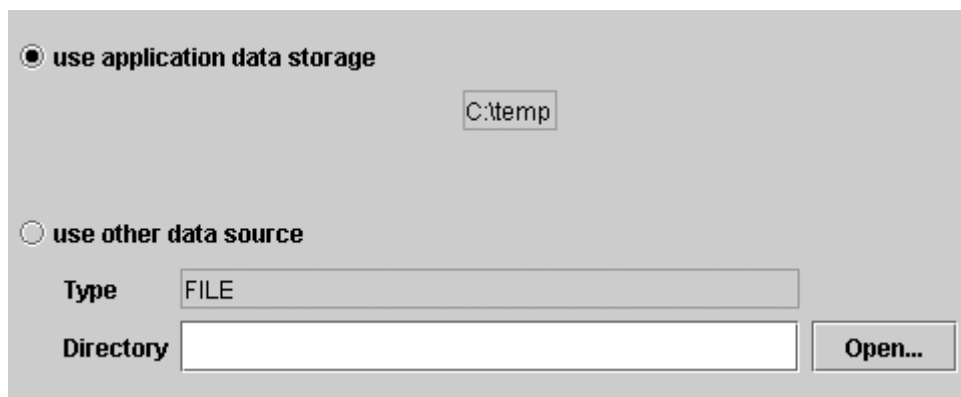 use application data storage
C:\temp
use other data source
Type FILE
Directory Open...